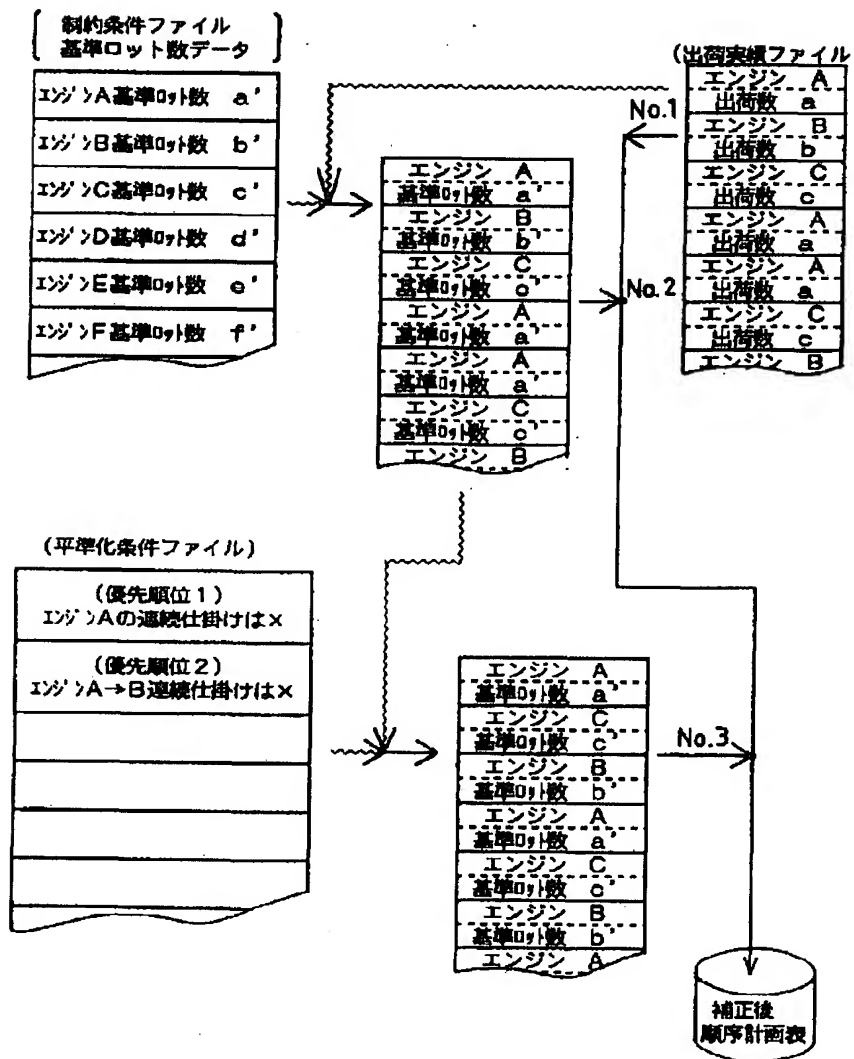 制約条件ファイル
基準ロット数データ
エンジンA基準ロット数 a'
エンジンB基準ロット数 b'
エンジンC基準ロット数 c'
エンジンD基準ロット数 d'
エンジンE基準ロット数 e'
エンジンF基準ロット数 f'
エンジン A
基準ロット数 a'
エンジン B
基準ロット数 b'
エンジン C
基準ロット数 c'
エンジン A
基準ロット数 a'
エンジン A
基準ロット数 a'
エンジン C
基準ロット数 c'
エンジン B
(出荷実績ファイル
エンジン A
出荷数 a
エンジン B
出荷数 b
エンジン C
出荷数 c
エンジン A
出荷数 a
エンジン A
出荷数 a
エンジン C
出荷数 c
エンジン B
No.1
No.2
(平準化条件ファイル)
(優先順位1)
エンジンAの連続仕掛けは×
(優先順位2)
エンジンA→B連続仕掛けは×
エンジン A
基準ロット数 a'
エンジン C
基準ロット数 c'
エンジン B
基準ロット数 b'
エンジン A
基準ロット数 a'
エンジン C
基準ロット数 c'
エンジン B
基準ロット数 b'
エンジン A
No.3
補正後
順序計画表